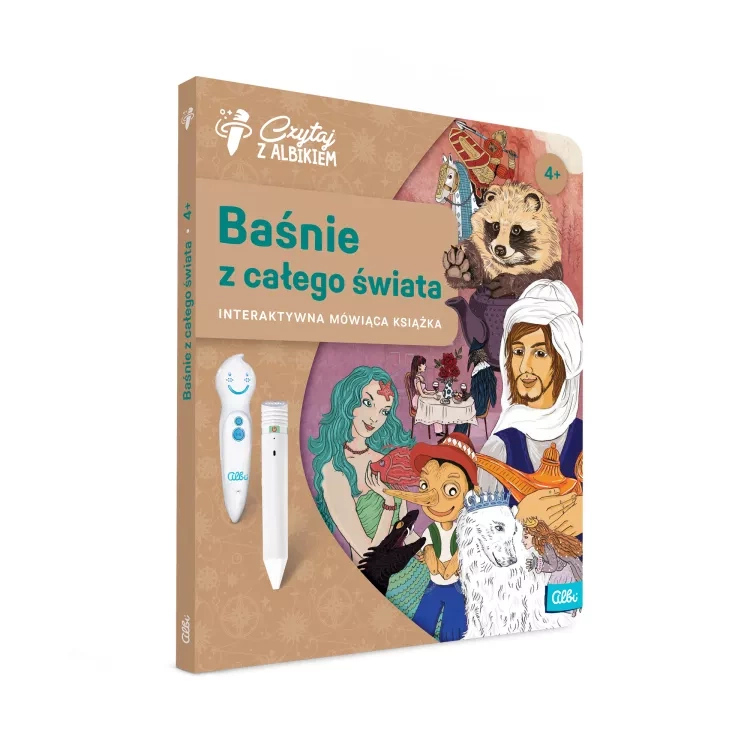 Czytaj
Z ALBIKIEM
4+
Baśnie
z całego świata
INTERAKTYWNA MÓWIĄCA KSIĄŻKA
Baśnie z całego świata • 4+
Albi
Albi
Albi